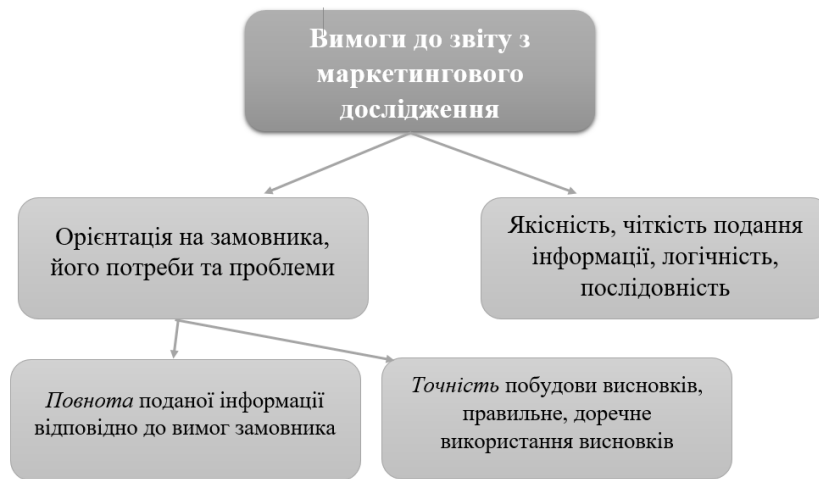 Вимоги до звіту з
маркетингового
дослідження
Орієнтація на замовника,
його потреби та проблеми
Якісність, чіткість подання
інформації, логічність,
послідовність
Повнота поданої інформації
відповідно до вимог замовника
Точність побудови висновків,
правильне, доречне
використання висновків